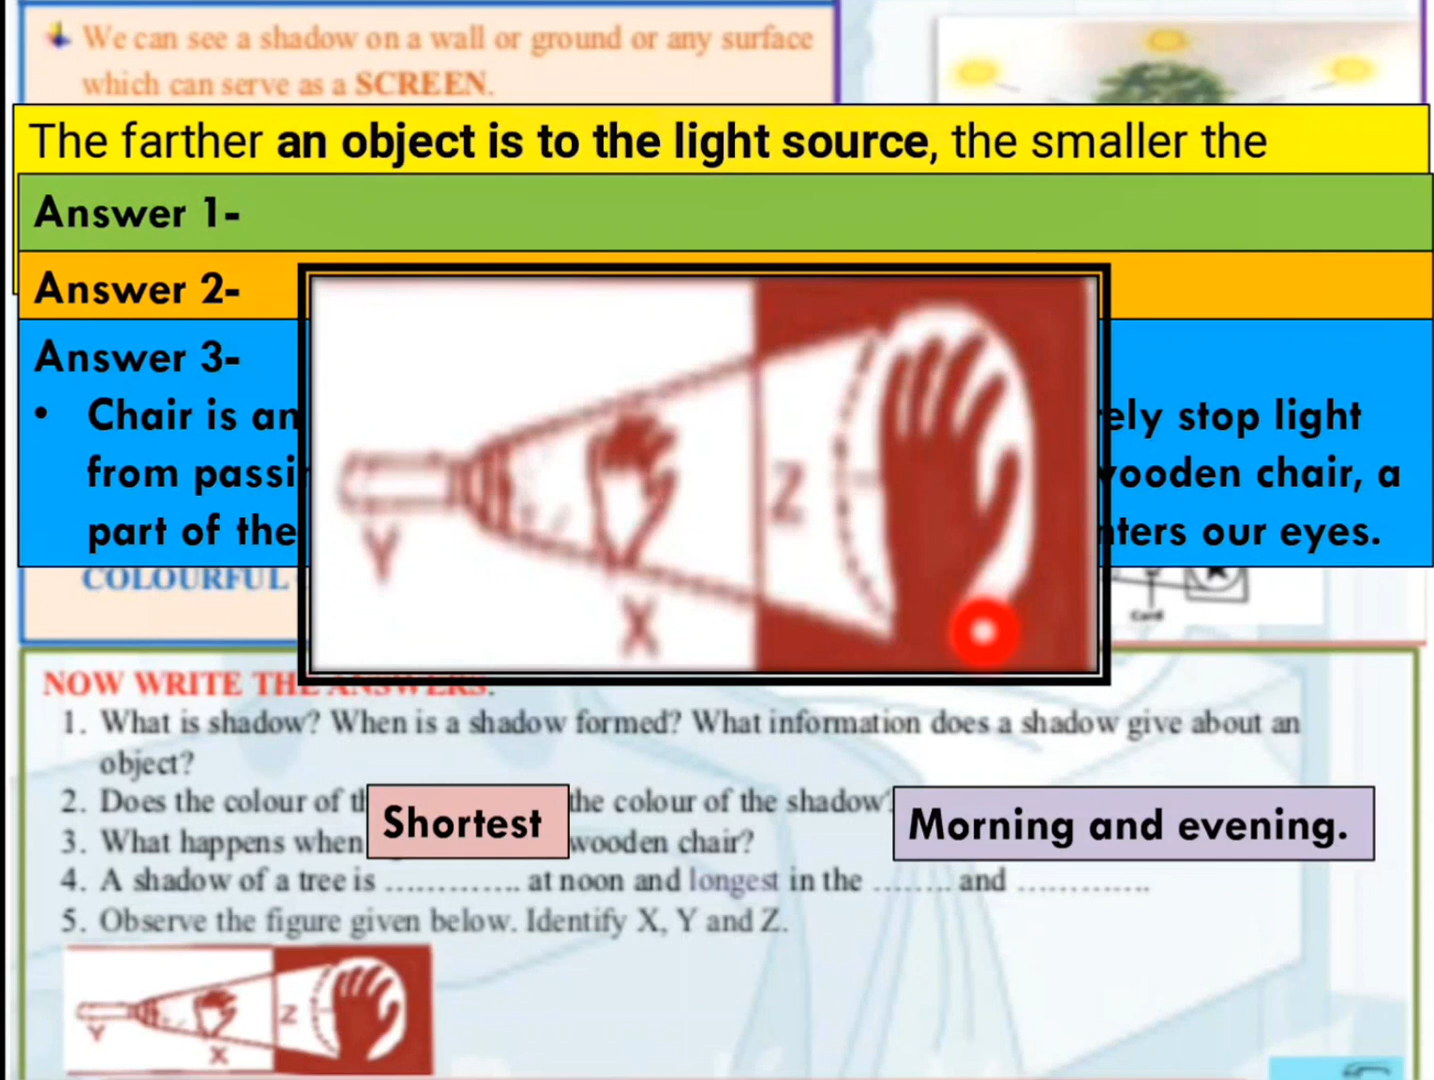 We can see a shadow on a wall or ground or any surface
which can serve as a SCREEN.
The farther an object is to the light source, the smaller the
Answer 1-
Answer 2-
Answer 3-
• Chair is an
ely stop light
from passi
wooden chair, a
part of the
nters our eyes.
Y
X
Z
COLOURFUL
Card
NOW WRITE THE ANSWERS.
1. What is shadow? When is a shadow formed? What information does a shadow give about an
object?
2. Does the colour of th
the colour of the shadow?
Shortest
Morning and evening.
3. What happens when
wooden chair?
4. A shadow of a tree is ............. at noon and longest in the ........ and .............
5. Observe the figure given below. Identify X, Y and Z.
Y
X
Z